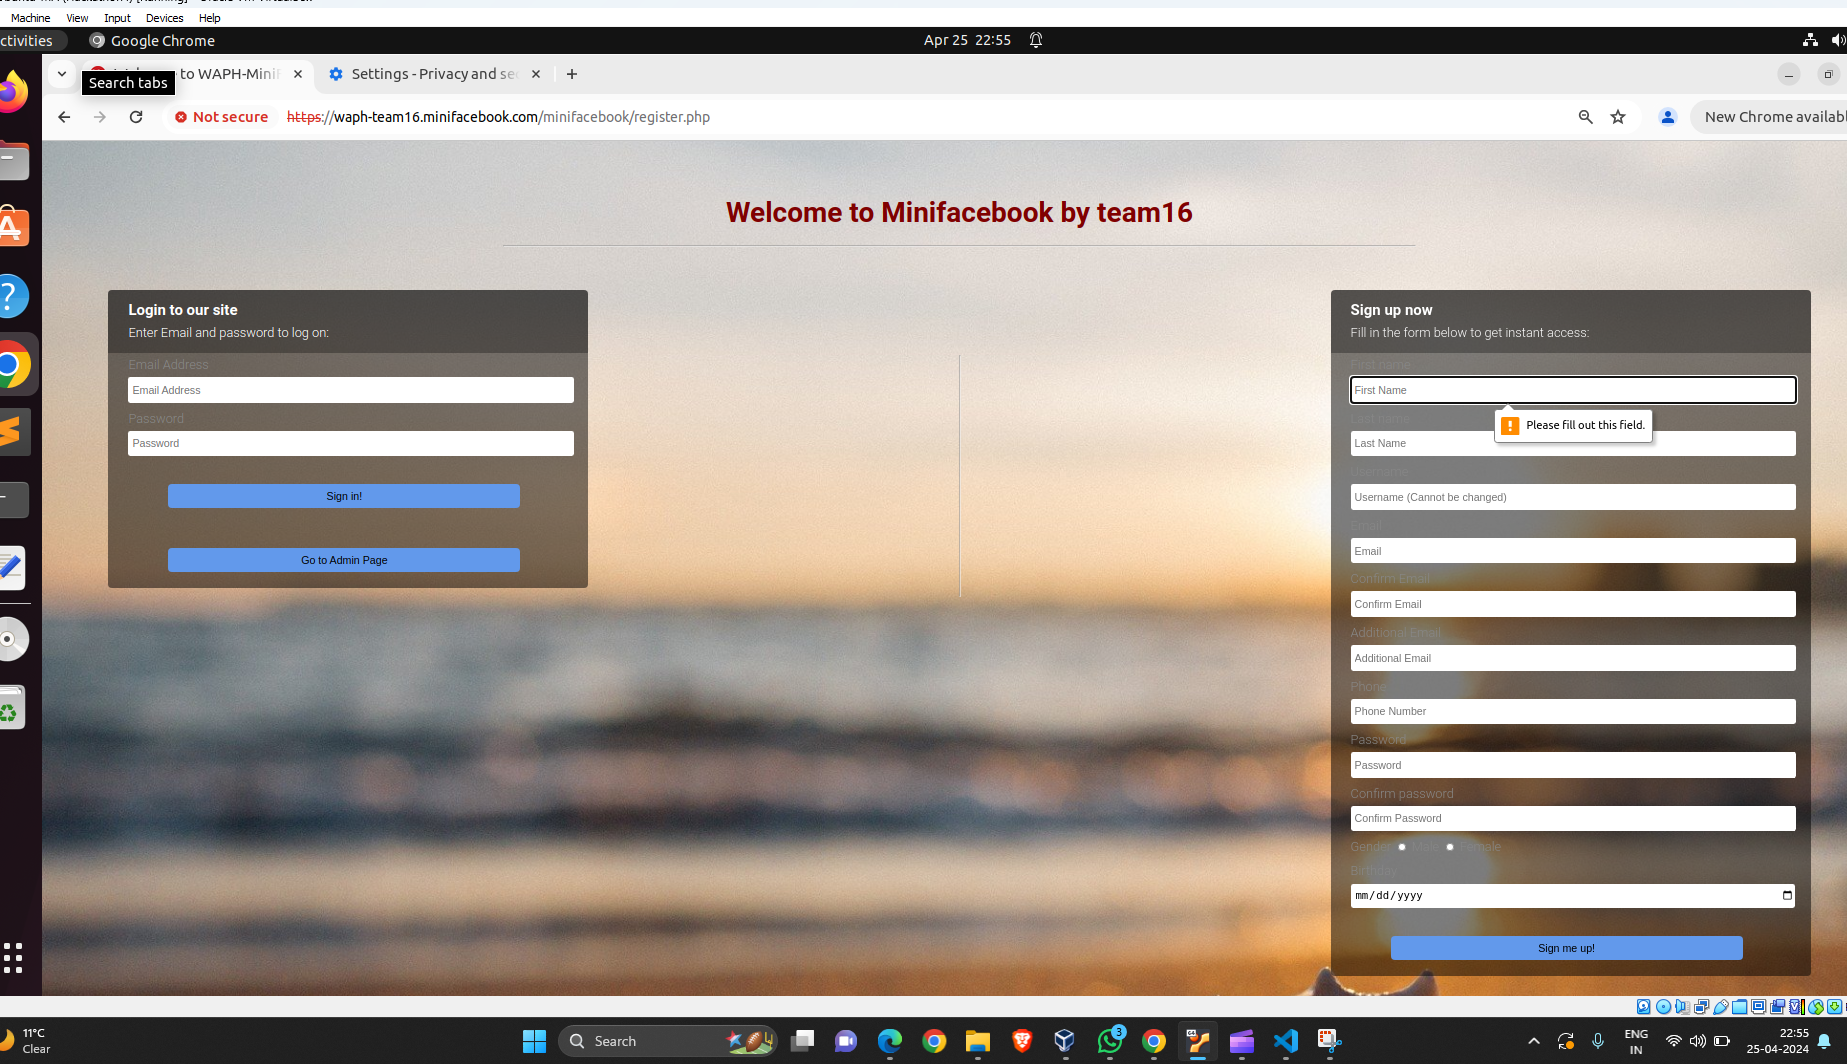 Machine View Input Devices Help
ctivities Google Chrome Apr 25 22:55
to WAPH-Mini Settings - Privacy and sec
Search tabs
Not secure https://waph-team16.minifacebook.com/minifacebook/register.php New Chrome availabl
Welcome to Minifacebook by team16
Login to our site
Enter Email and password to log on:
Email Address
Email Address
Password
Password
Sign in!
Go to Admin Page
Sign up now
Fill in the form below to get instant access:
First name
First Name
Please fill out this field.
Last name
Last Name
Username
Username (Cannot be changed)
Email
Email
Confirm Email
Confirm Email
Additional Email
Additional Email
Phone
Phone Number
Password
Password
Confirm password
Confirm Password
Gender Male Female
Birthday
mm/dd/yyyy
Sign me up!
11°C
Clear
Search
3
ENG
IN
22:55
25-04-2024